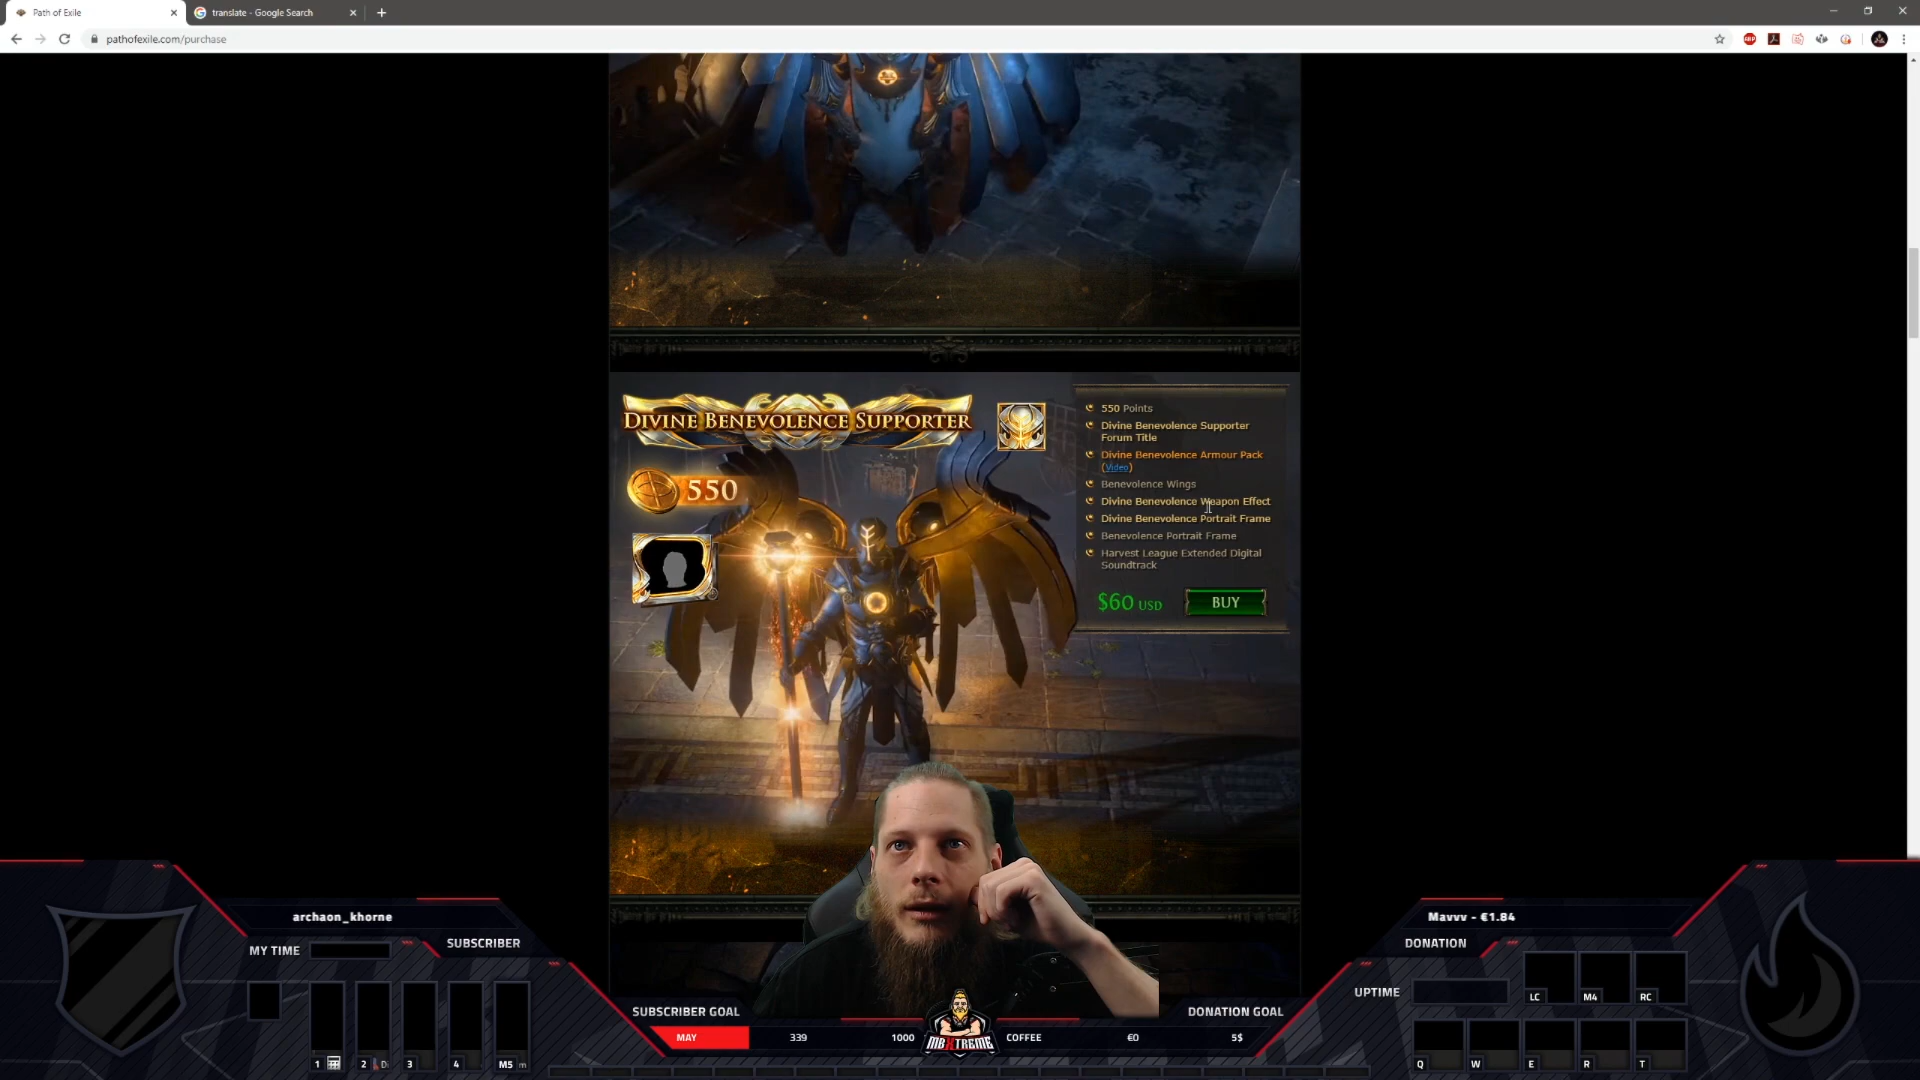 Path of Exile
translate - Google Search
pathofexile.com/purchase
ABP
DIVINE BENEVOLENCE SUPPORTER
550
550 Points
Divine Benevolence Supporter
Forum Title
Divine Benevolence Armour Pack
(Video)
Benevolence Wings
Divine Benevolence Weapon Effect
Divine Benevolence Portrait Frame
Benevolence Portrait Frame
Harvest League Extended Digital
Soundtrack
$60 USD
BUY
archaon_khorne
MY TIME
SUBSCRIBER
1
2
3
4
M5
SUBSCRIBER GOAL
MAY
339
1000
MBXTREME
DONATION GOAL
COFFEE
€0
5$
Mavvv - €1.84
DONATION
UPTIME
LC
M4
RC
Q
W
E
R
T